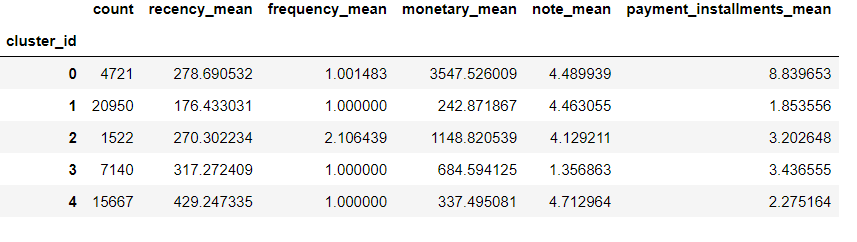 count recency_mean frequency_mean monetary_mean note_mean payment_installments_mean
cluster_id
0 4721 278.690532 1.001483 3547.526009 4.489939 8.839653
1 20950 176.433031 1.000000 242.871867 4.463055 1.853556
2 1522 270.302234 2.106439 1148.820539 4.129211 3.202648
3 7140 317.272409 1.000000 684.594125 1.356863 3.436555
4 15667 429.247335 1.000000 337.495081 4.712964 2.275164